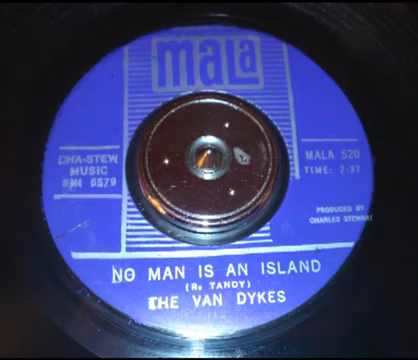 mala
CHA-STEW
MUSIC
BMI 6579
MALA 520
TIME: 2:37
PRODUCED BY
CHARLES STEWART
NO MAN IS AN ISLAND
(R. TANDY)
THE VAN DYKES